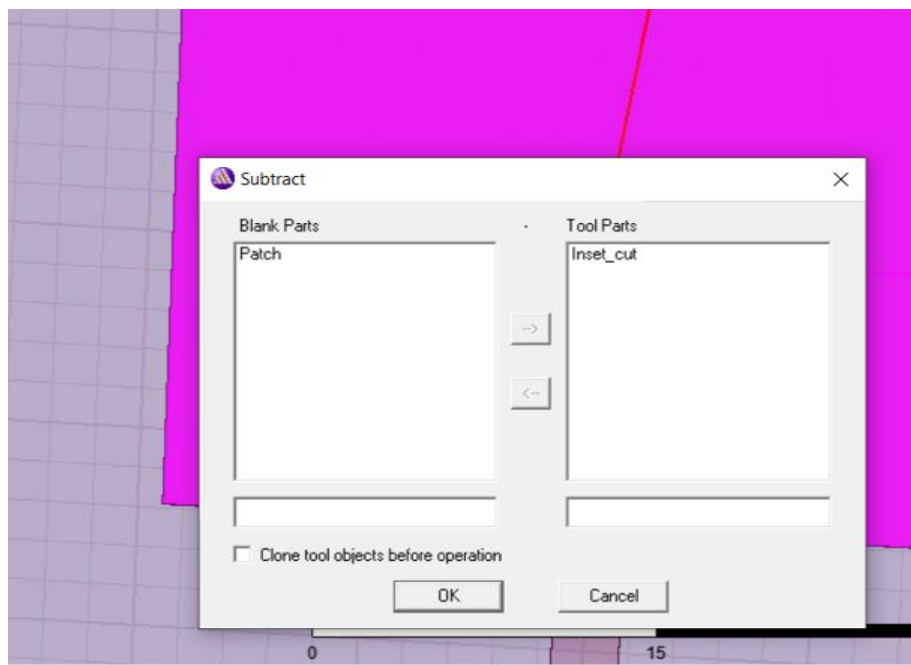 Subtract
Blank Parts
Tool Parts
Patch
Inset_cut
-->
<--
Clone tool objects before operation
OK
Cancel
0
15